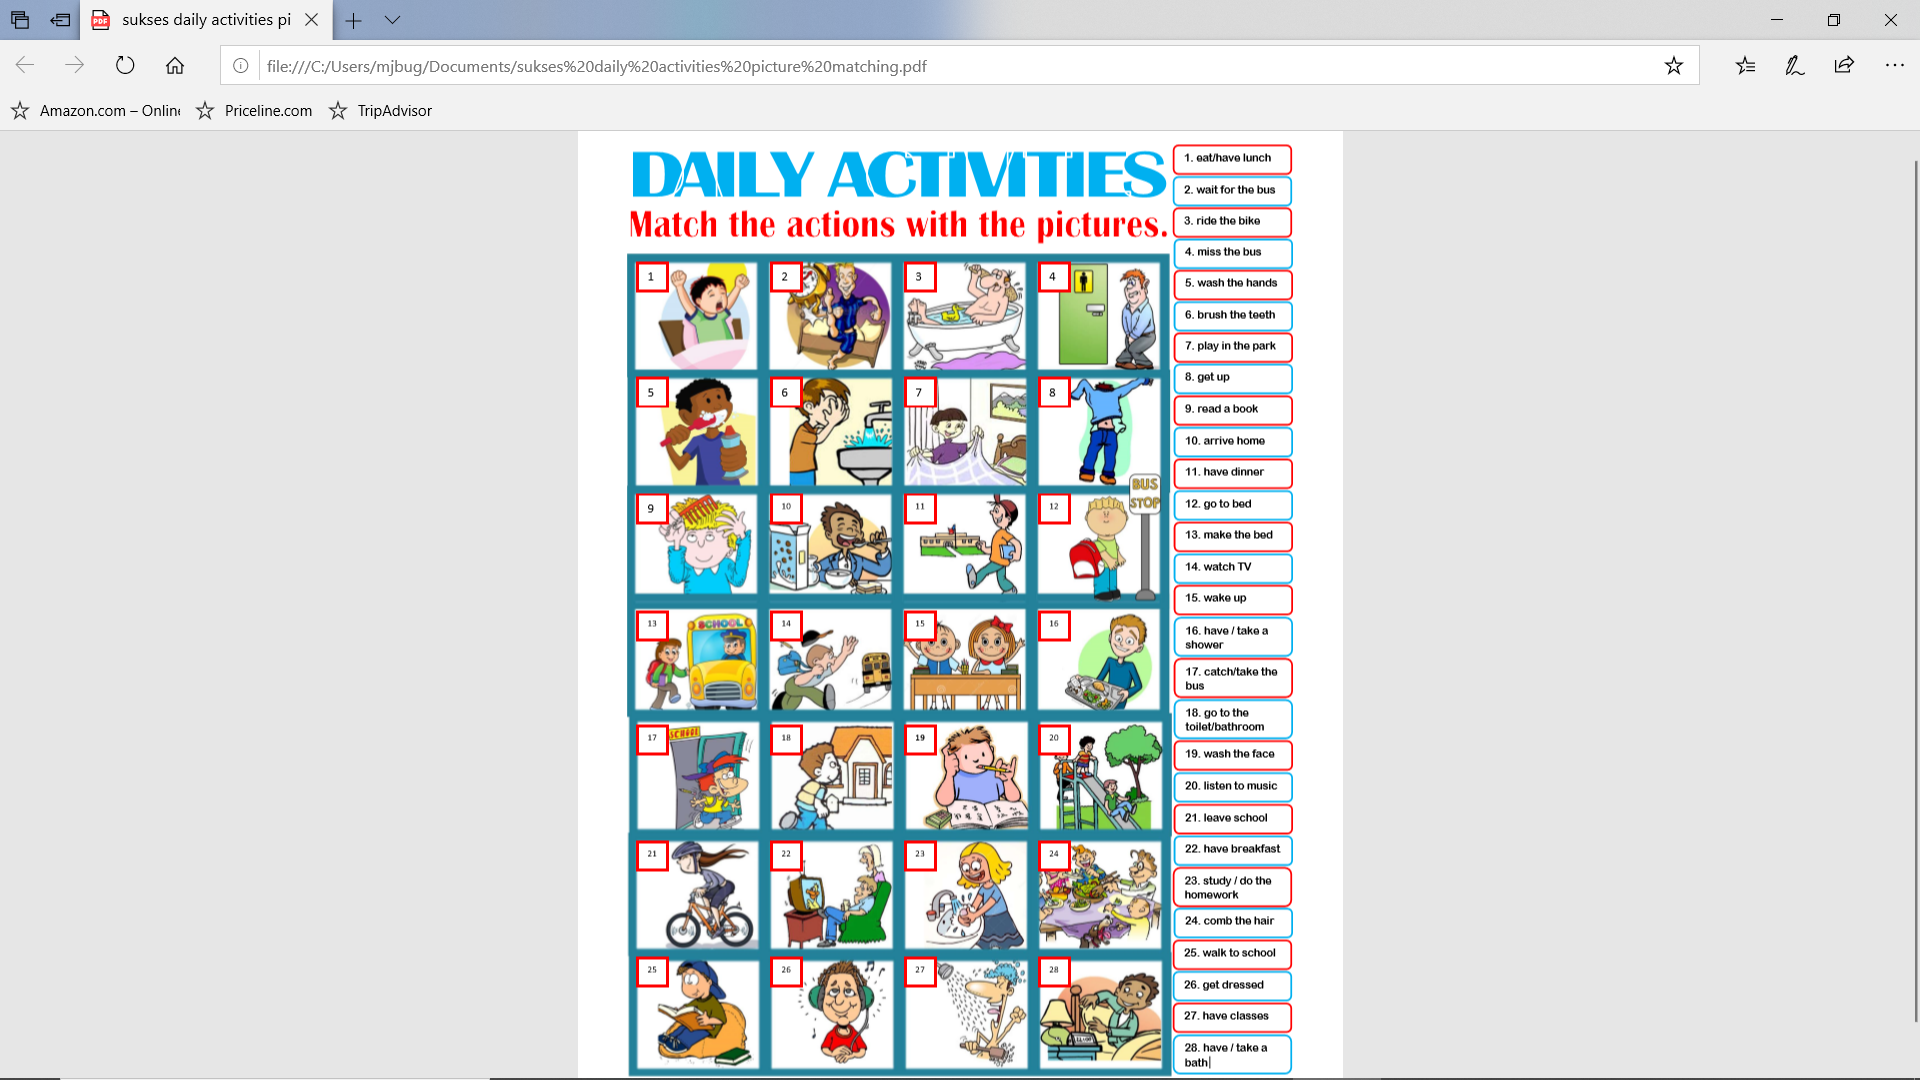 sukses daily activities pi
file:///C:/Users/mjbug/Documents/sukses%20daily%20activities%20picture%20matching.pdf
Amazon.com – Online
Priceline.com
TripAdvisor
DAILY ACTIVITIES
Match the actions with the pictures.
1
2
3
4
5
6
7
8
9
10
11
12
BUS
STOP
13
SCHOOL
14
15
16
17
SCHOOL
18
19
20
21
22
23
24
25
26
27
28
1. eat/have lunch
2. wait for the bus
3. ride the bike
4. miss the bus
5. wash the hands
6. brush the teeth
7. play in the park
8. get up
9. read a book
10. arrive home
11. have dinner
12. go to bed
13. make the bed
14. watch TV
15. wake up
16. have / take a
shower
17. catch/take the
bus
18. go to the
toilet/bathroom
19. wash the face
20. listen to music
21. leave school
22. have breakfast
23. study / do the
homework
24. comb the hair
25. walk to school
26. get dressed
27. have classes
28. have / take a
bath